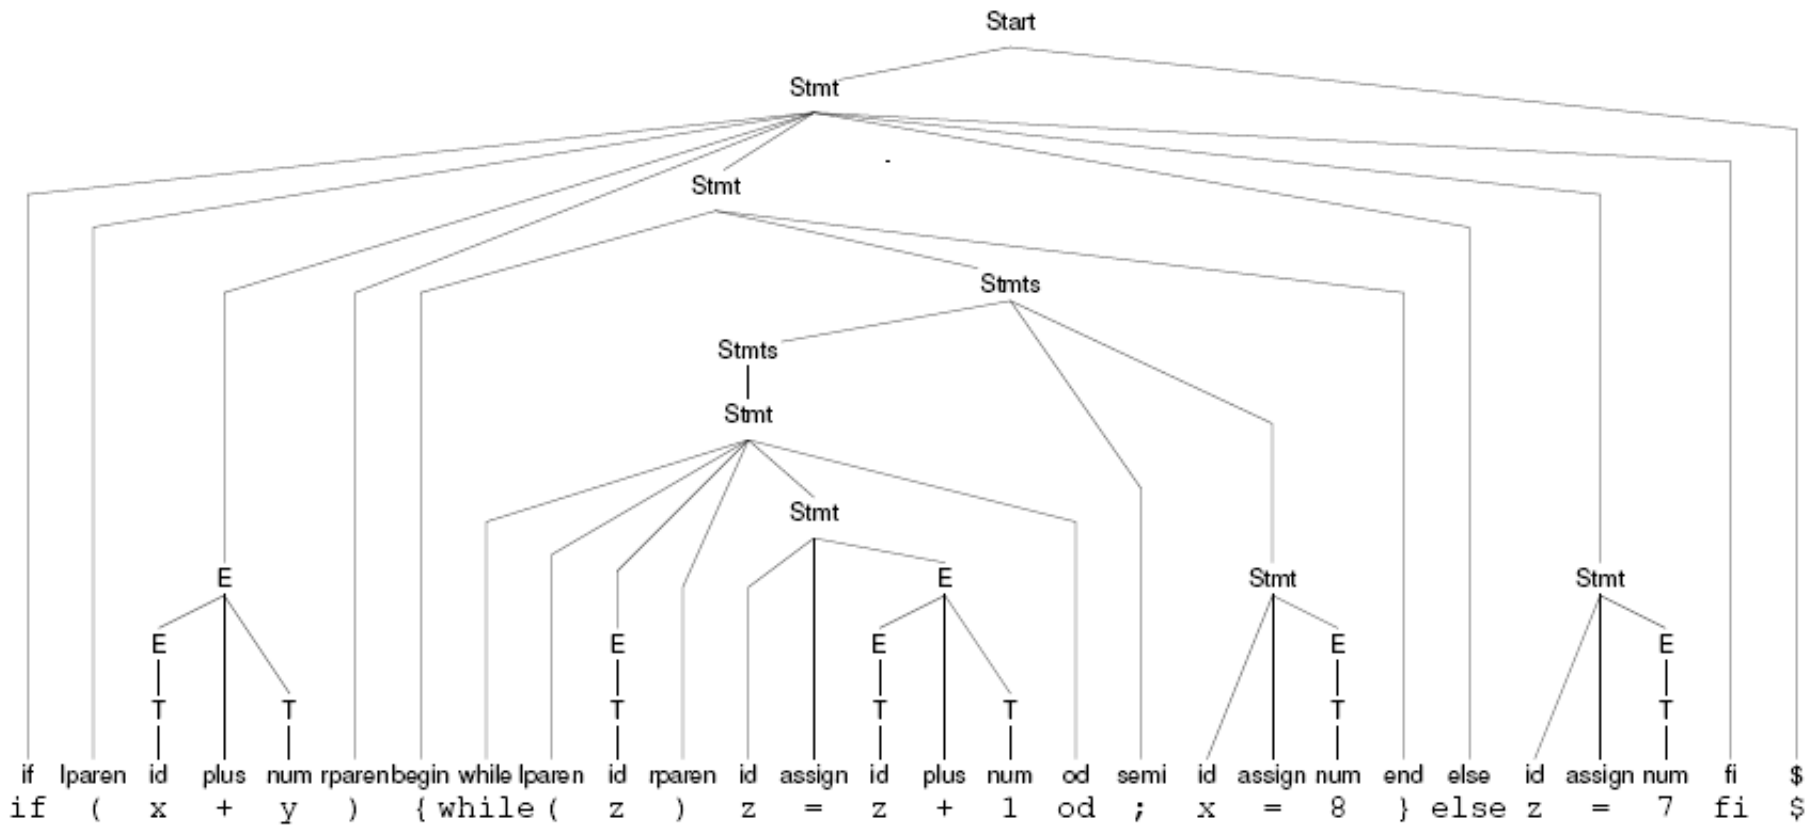 Start
Stmt
Stmt
Stmts
Stmts
Stmt
Stmt
E E Stmt Stmt
E E E E E
T T T T T T T
if lparen id plus num rparen begin while lparen id rparen id assign id plus num od semi id assign num end else id assign num fi $
if ( x + y ) { while ( z ) z = z + 1 od ; x = 8 } else z = 7 fi $